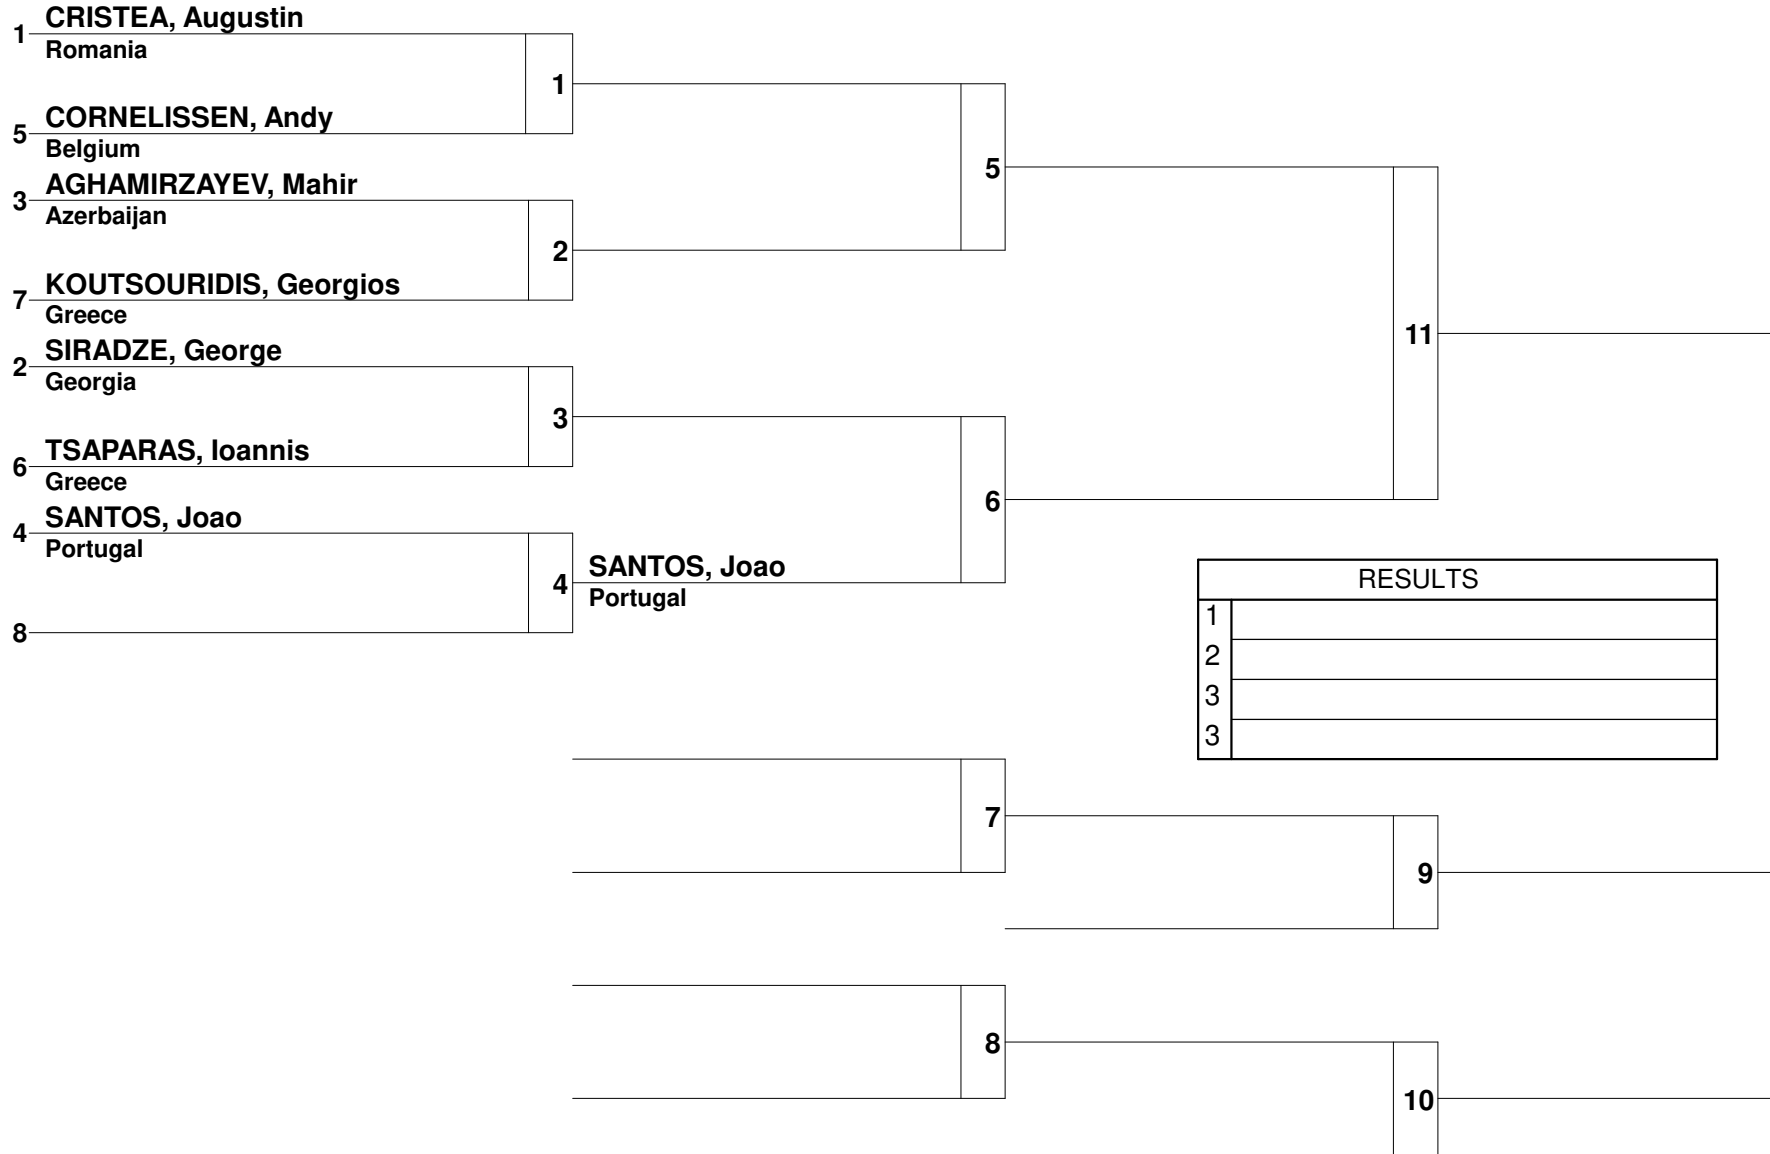 1 CRISTEA, Augustin
Romania
1
5 CORNELISSEN, Andy
Belgium
5
3 AGHAMIRZAYEV, Mahir
Azerbaijan
2
7 KOUTSOURIDIS, Georgios
Greece
11
2 SIRADZE, George
Georgia
3
6 TSAPARAS, Ioannis
Greece
6
4 SANTOS, Joao
Portugal
4 SANTOS, Joao
Portugal
8
RESULTS
1
2
3
3
7
9
8
10